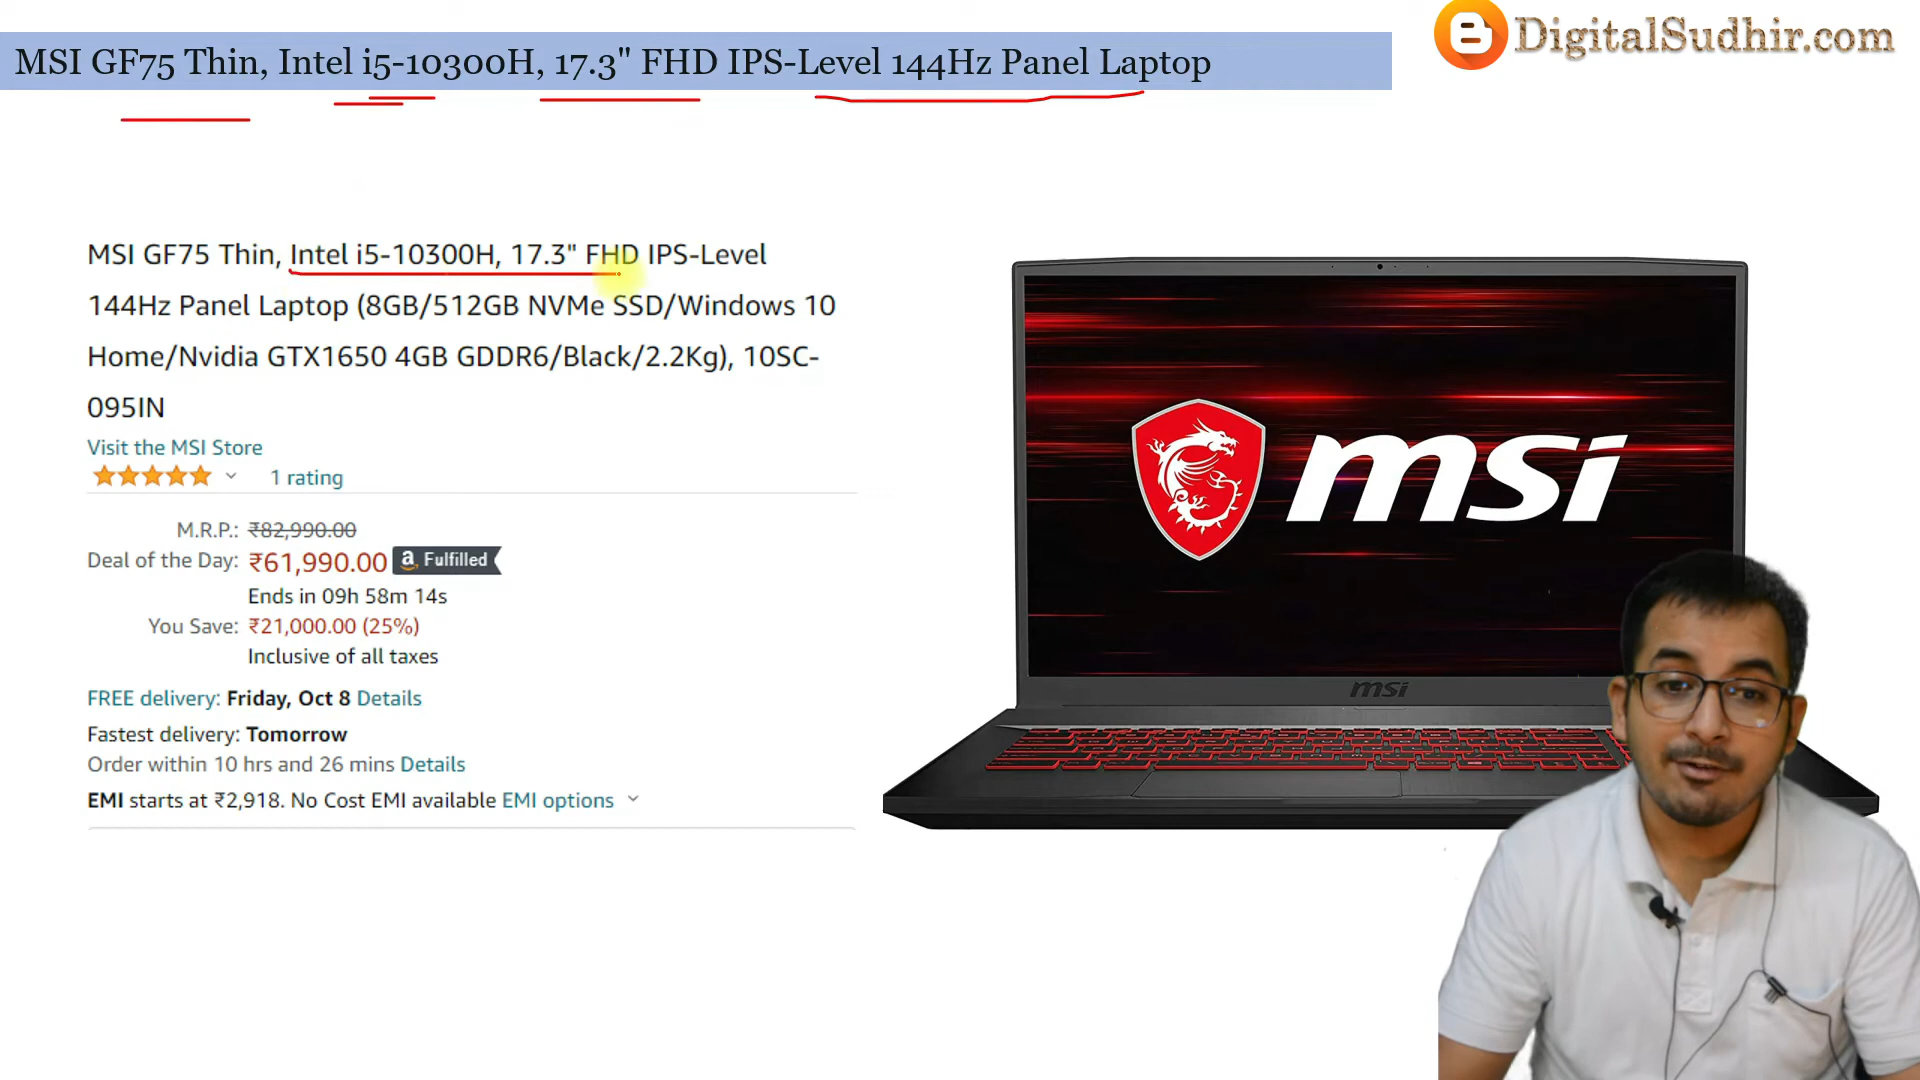 MSI GF75 Thin, Intel i5-10300H, 17.3" FHD IPS-Level 144Hz Panel Laptop
DigitalSudhir.com
MSI GF75 Thin, Intel i5-10300H, 17.3" FHD IPS-Level
144Hz Panel Laptop (8GB/512GB NVMe SSD/Windows 10
Home/Nvidia GTX1650 4GB GDDR6/Black/2.2Kg), 10SC-
095IN
Visit the MSI Store
1 rating
M.R.P.: ₹82,990.00
Deal of the Day: ₹61,990.00 a Fulfilled
Ends in 09h 58m 14s
You Save: ₹21,000.00 (25%)
Inclusive of all taxes
FREE delivery: Friday, Oct 8 Details
Fastest delivery: Tomorrow
Order within 10 hrs and 26 mins Details
EMI starts at ₹2,918. No Cost EMI available EMI options
msi
msi